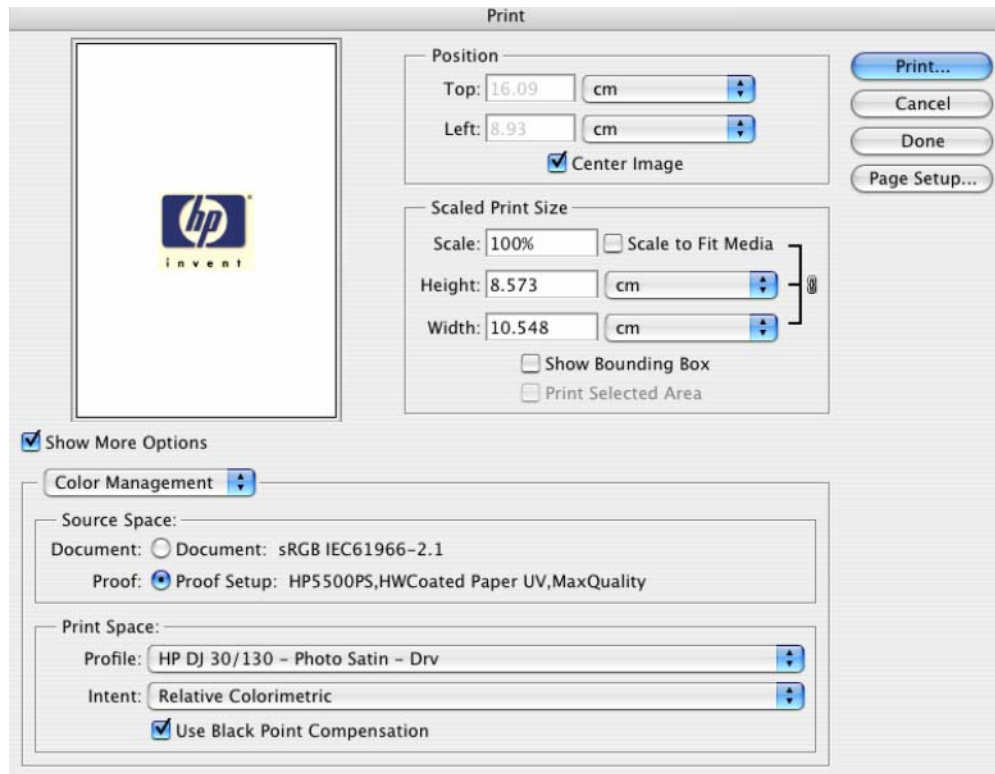 Print
hp
invent
Position
Top: 16.09 cm
Left: 8.93 cm
Center Image
Print...
Cancel
Done
Page Setup...
Scaled Print Size
Scale: 100% Scale to Fit Media
Height: 8.573 cm
Width: 10.548 cm
Show Bounding Box
Print Selected Area
Show More Options
Color Management
Source Space:
Document: Document: sRGB IEC61966-2.1
Proof: Proof Setup: HP5500PS,HWCoated Paper UV,MaxQuality
Print Space:
Profile: HP DJ 30/130 - Photo Satin - Drv
Intent: Relative Colorimetric
Use Black Point Compensation